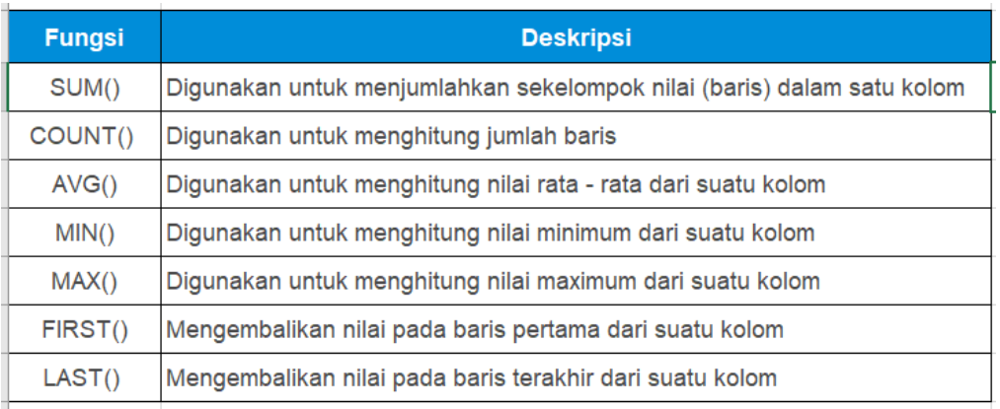 Fungsi Deskripsi
SUM() Digunakan untuk menjumlahkan sekelompok nilai (baris) dalam satu kolom
COUNT() Digunakan untuk menghitung jumlah baris
AVG() Digunakan untuk menghitung nilai rata - rata dari suatu kolom
MIN() Digunakan untuk menghitung nilai minimum dari suatu kolom
MAX() Digunakan untuk menghitung nilai maximum dari suatu kolom
FIRST() Mengembalikan nilai pada baris pertama dari suatu kolom
LAST() Mengembalikan nilai pada baris terakhir dari suatu kolom